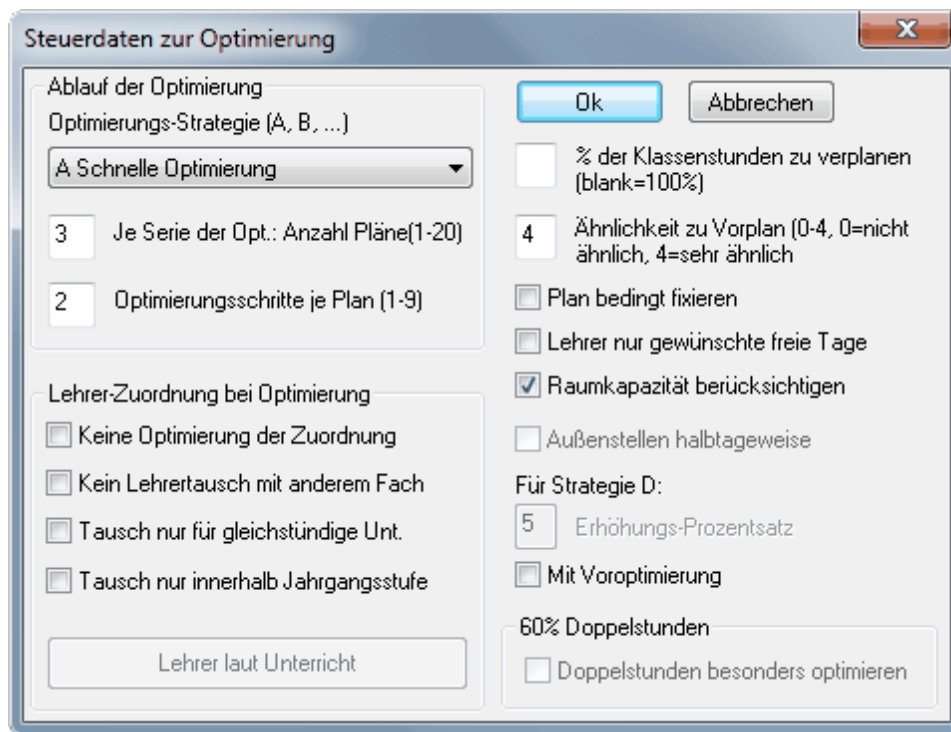 Steuerdaten zur Optimierung
Ablauf der Optimierung
Optimierungs-Strategie (A, B, ...)
A Schnelle Optimierung
3 Je Serie der Opt.: Anzahl Pläne(1-20)
2 Optimierungsschritte je Plan (1-9)
Lehrer-Zuordnung bei Optimierung
Keine Optimierung der Zuordnung
Kein Lehrertausch mit anderem Fach
Tausch nur für gleichstündige Unt.
Tausch nur innerhalb Jahrgangsstufe
Lehrer laut Unterricht
Ok Abbrechen
% der Klassenstunden zu verplanen
(blank=100%)
4 Ähnlichkeit zu Vorplan (0-4, 0=nicht
ähnlich, 4=sehr ähnlich
Plan bedingt fixieren
Lehrer nur gewünschte freie Tage
Raumkapazität berücksichtigen
Außenstellen halbtageweise
Für Strategie D:
5 Erhöhungs-Prozentsatz
Mit Voroptimierung
60% Doppelstunden
Doppelstunden besonders optimieren